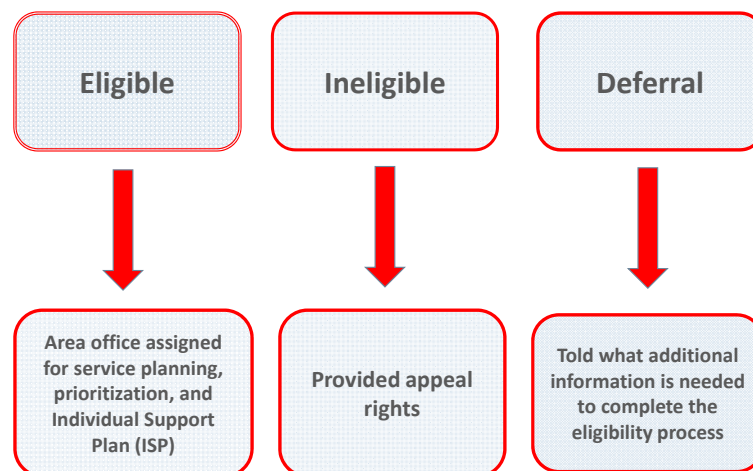 Eligible
Ineligible
Deferral
Area office assigned
for service planning,
prioritization, and
Individual Support
Plan (ISP)
Provided appeal
rights
Told what additional
information is needed
to complete the
eligibility process